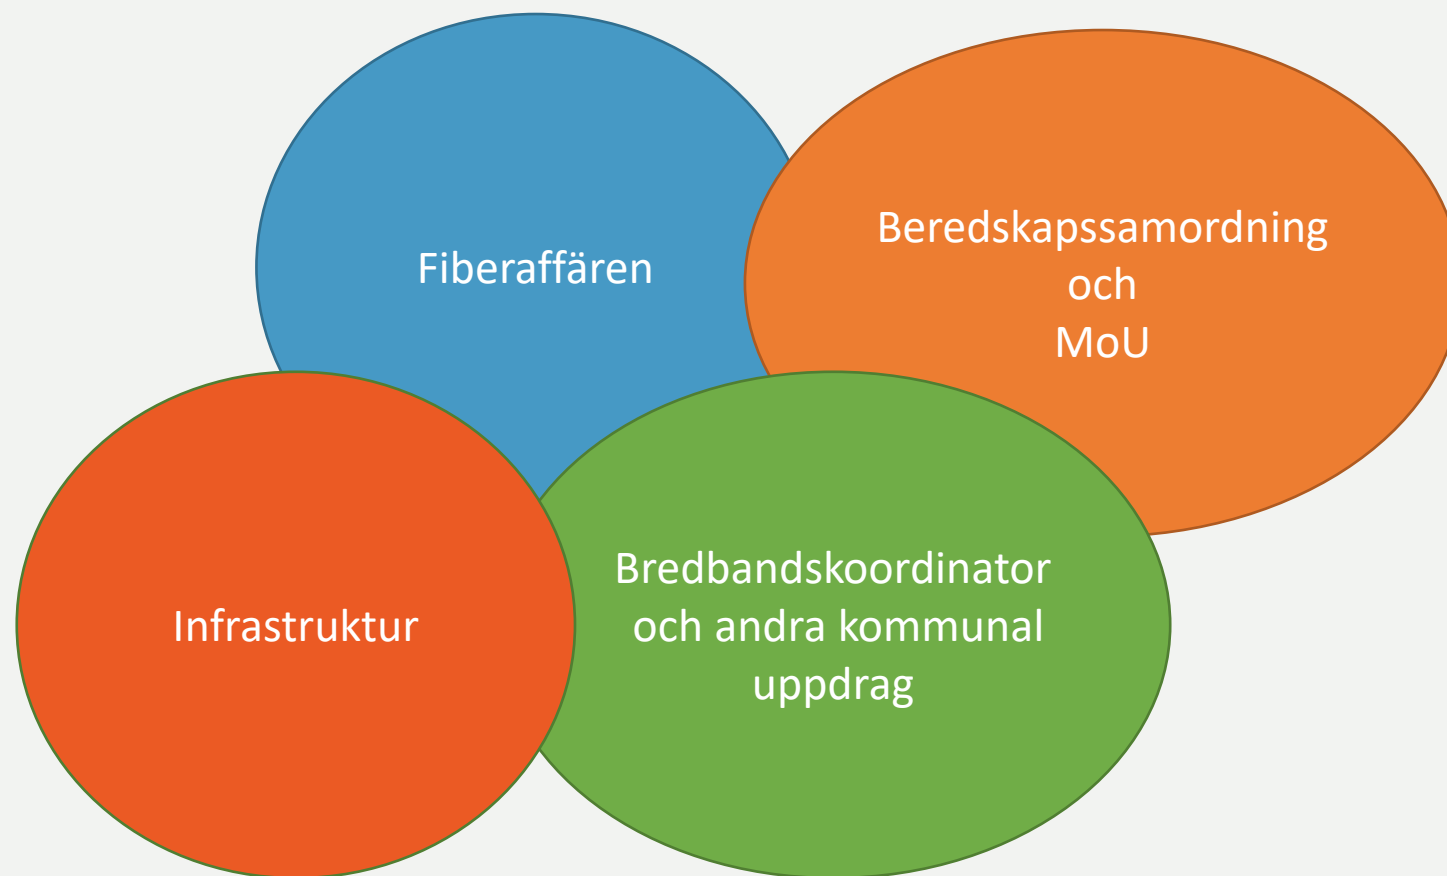 Fiberaffären
Beredskapssamordning
och
MoU
Infrastruktur
Bredbandskoordinator
och andra kommunal
uppdrag